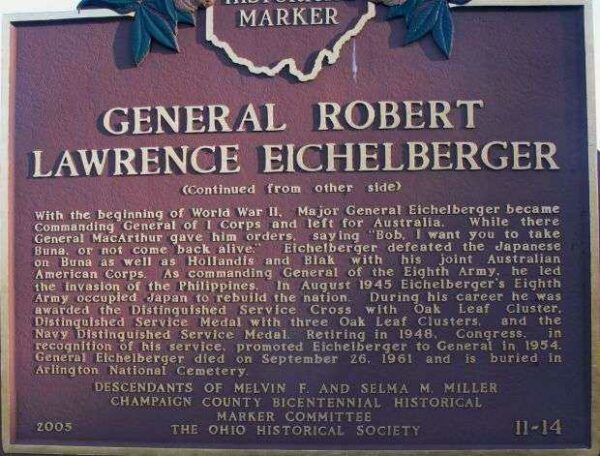 HISTORICAL
MARKER
GENERAL ROBERT
LAWRENCE EICHELBERGER
(Continued from other side)
With the beginning of World War II, Major General Eichelberger became
Commanding General of I Corps and left for Australia. While there
General MacArthur gave him orders, saying "Bob, I want you to take
Buna, or not come back alive." Eichelberger defeated the Japanese
on Buna as well as Hollandis and Biak with his joint Australian
American Corps. As commanding General of the Eighth Army, he led
the invasion of the Philippines. In August 1945 Eichelberger's Eighth
Army occupied Japan to rebuild the nation. During his career he was
awarded the Distinguished Service Cross with Oak Leaf Cluster,
Distinguished Service Medal with three Oak Leaf Clusters, and the
Navy Distinguished Service Medal. Retiring in 1948, Congress, in
recognition of his service, promoted Eichelberger to General in 1954.
General Eichelberger died on September 26, 1961 and is buried in
Arlington National Cemetery.
DESCENDANTS OF MELVIN F. AND SELMA M. MILLER
CHAMPAIGN COUNTY BICENTENNIAL HISTORICAL
MARKER COMMITTEE
THE OHIO HISTORICAL SOCIETY
2005
11-14